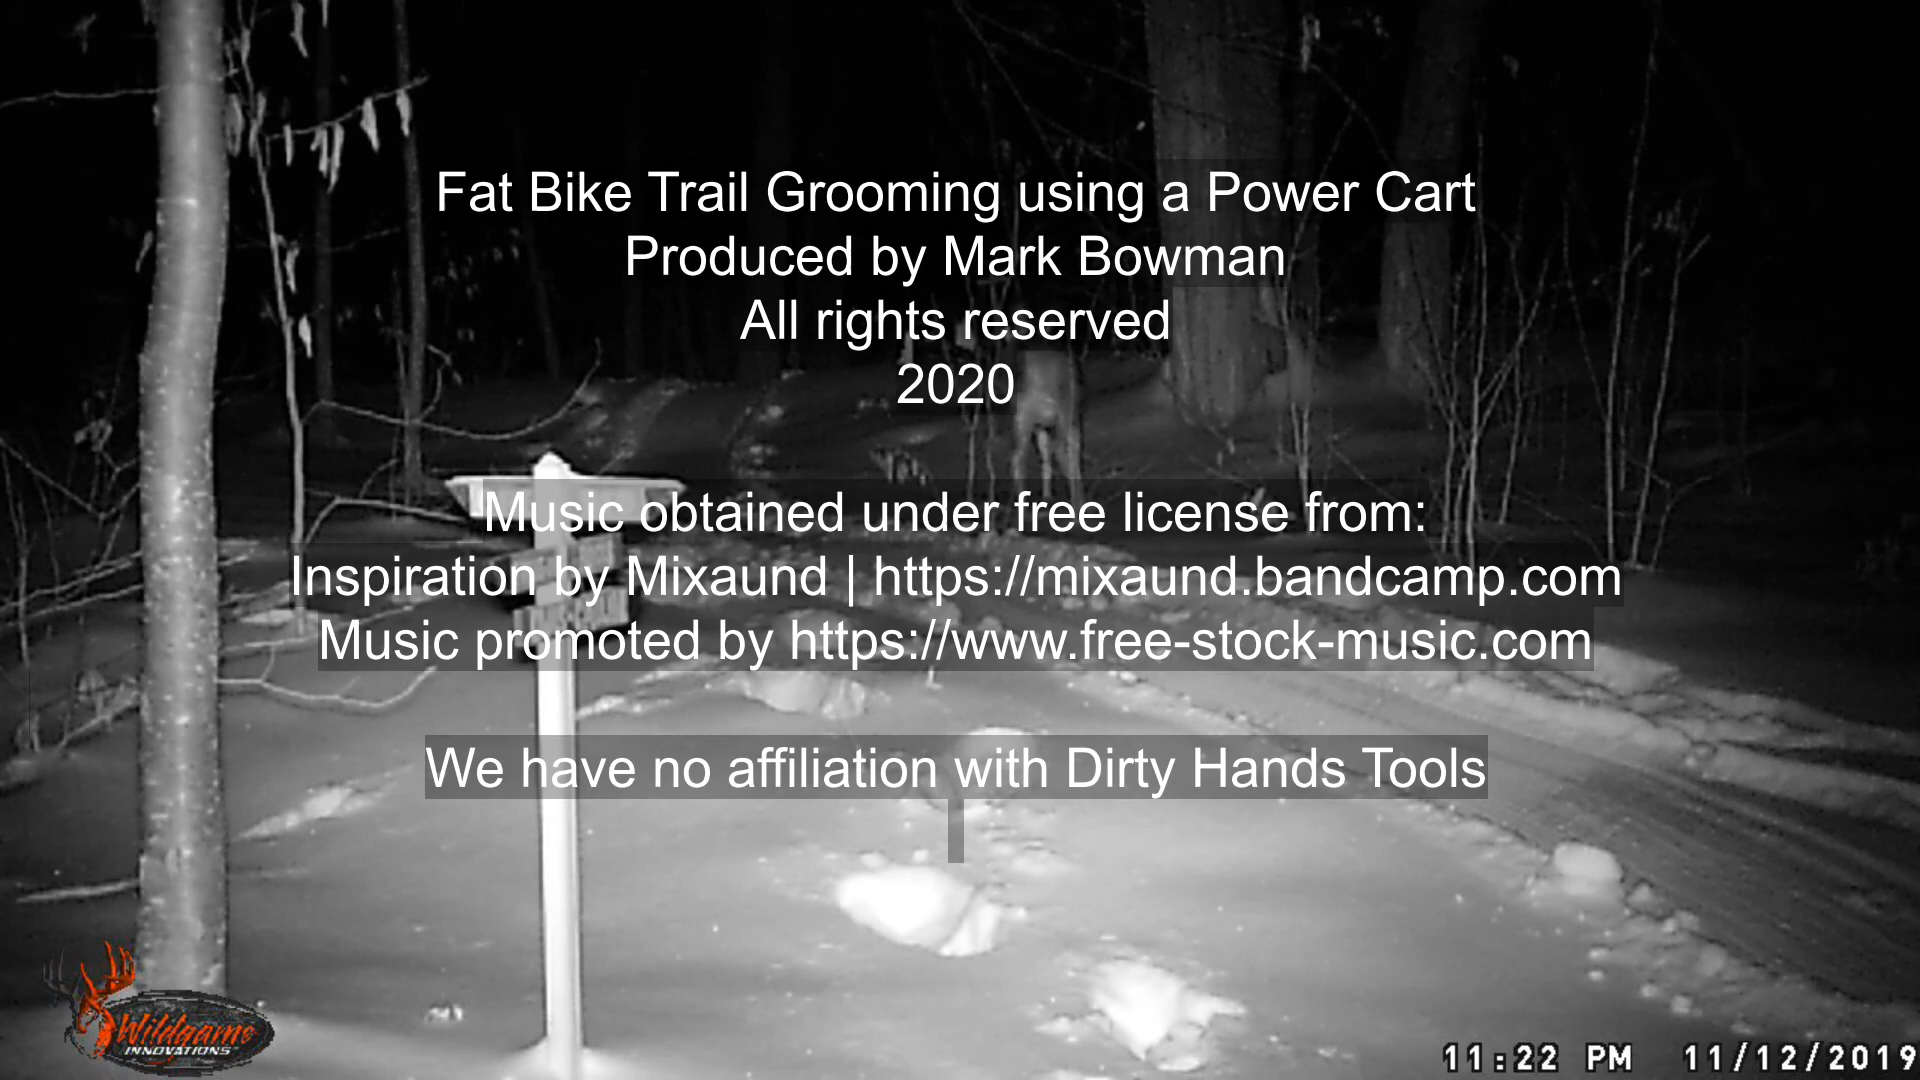 Fat Bike Trail Grooming using a Power Cart
Produced by Mark Bowman
All rights reserved
2020
Music obtained under free license from:
Inspiration by Mixaund | https://mixaund.bandcamp.com
Music promoted by https://www.free-stock-music.com
We have no affiliation with Dirty Hands Tools
Wildgame
INNOVATIONS
11:22 PM 11/12/2019